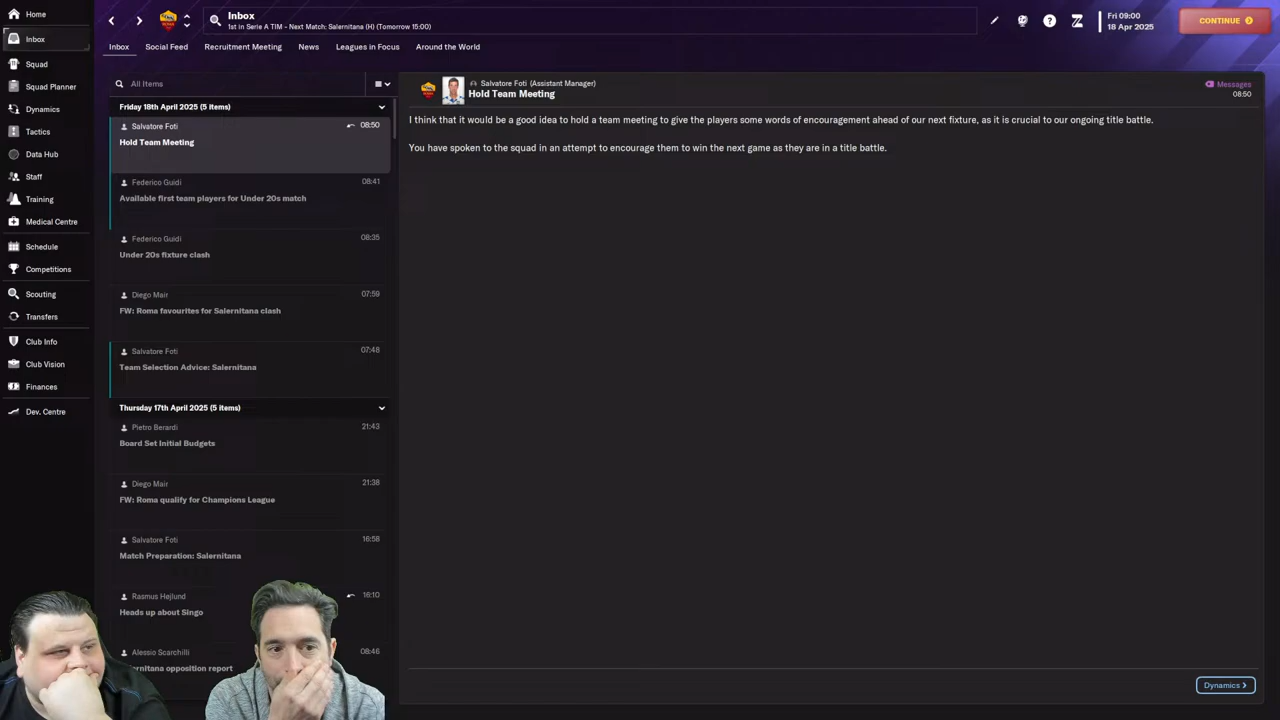 Home
Inbox
Squad
Squad Planner
Dynamics
Tactics
Data Hub
Staff
Training
Medical Centre
Schedule
Competitions
Scouting
Transfers
Club Info
Club Vision
Finances
Dev. Centre
Inbox
1st in Serie A TIM - Next Match: Salernitana (H) (Tomorrow 15:00)
Fri 09:00
18 Apr 2025
CONTINUE
Inbox
Social Feed
Recruitment Meeting
News
Leagues in Focus
Around the World
All Items
Friday 18th April 2025 (5 items)
Salvatore Foti
08:50
Hold Team Meeting
Federico Guidi
08:41
Available first team players for Under 20s match
Federico Guidi
08:35
Under 20s fixture clash
Diego Mair
07:59
FW: Roma favourites for Salernitana clash
Salvatore Foti
07:48
Team Selection Advice: Salernitana
Thursday 17th April 2025 (5 items)
Pietro Berardi
21:43
Board Set Initial Budgets
Diego Mair
21:38
FW: Roma qualify for Champions League
Salvatore Foti
16:58
Match Preparation: Salernitana
Rasmus Højlund
16:10
Heads up about Singo
Alessio Scarchilli
08:46
ernitana opposition report
Salvatore Foti (Assistant Manager)
Hold Team Meeting
Messages
08:50
I think that it would be a good idea to hold a team meeting to give the players some words of encouragement ahead of our next fixture, as it is crucial to our ongoing title battle.
You have spoken to the squad in an attempt to encourage them to win the next game as they are in a title battle.
Dynamics